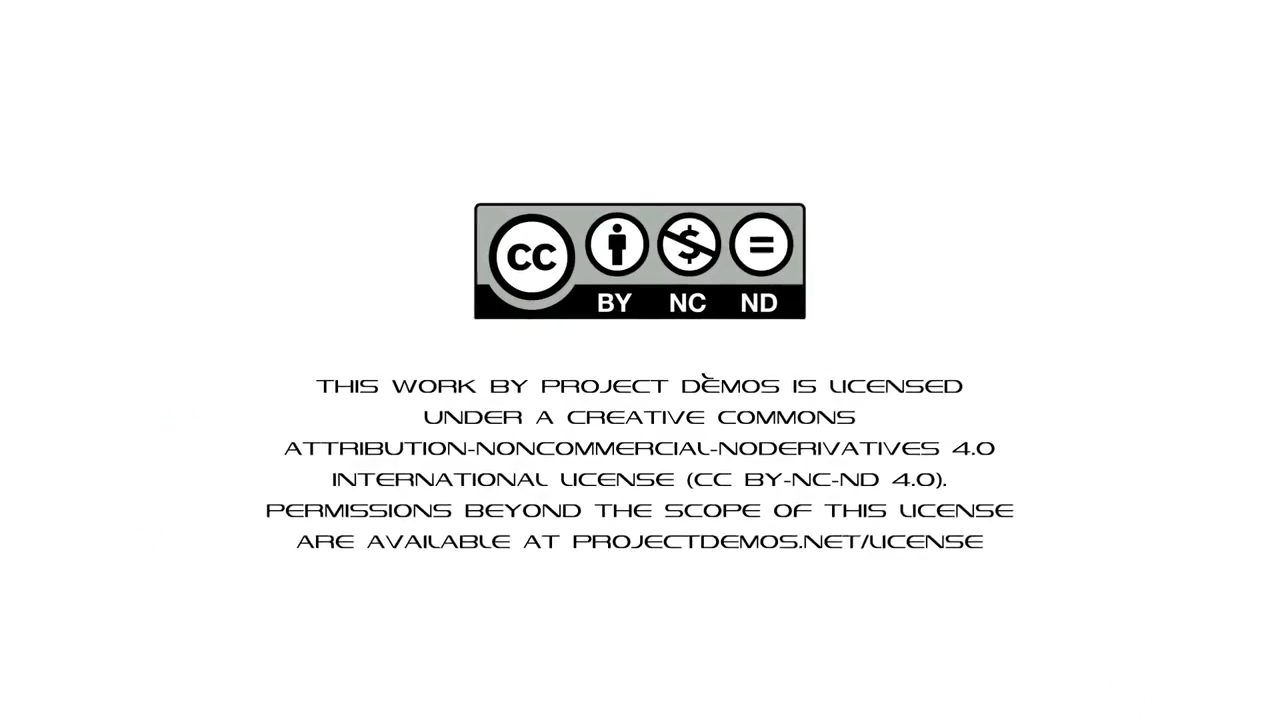 CC
BY NC ND
THIS WORK BY PROJECT DÈMOS IS LICENSED
UNDER A CREATIVE COMMONS
ATTRIBUTION-NONCOMMERCIAL-NODERIVATIVES 4.0
INTERNATIONAL LICENSE (CC BY-NC-ND 4.0).
PERMISSIONS BEYOND THE SCOPE OF THIS LICENSE
ARE AVAILABLE AT PROJECTDEMOS.NET/LICENSE